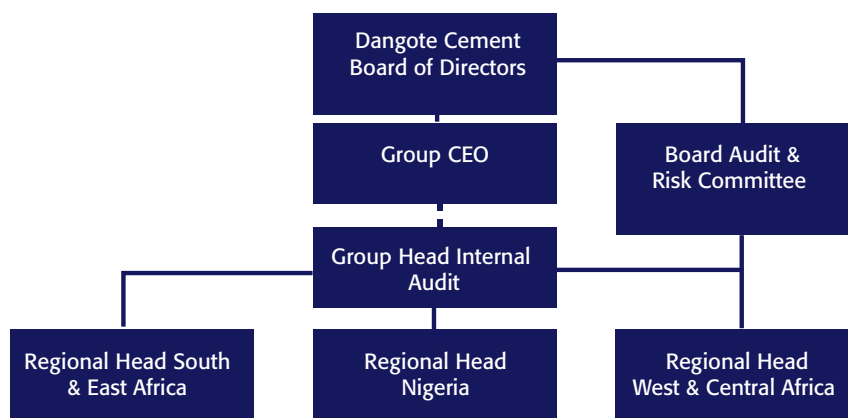 Dangote Cement
Board of Directors
Group CEO
Board Audit &
Risk Committee
Group Head Internal
Audit
Regional Head South
& East Africa
Regional Head
Nigeria
Regional Head
West & Central Africa